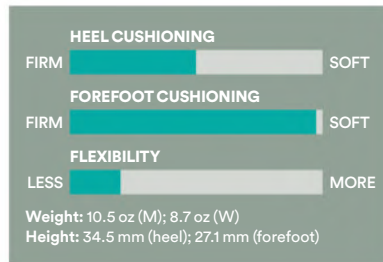 HEEL CUSHIONING
FIRM SOFT
FOREFOOT CUSHIONING
FIRM SOFT
FLEXIBILITY
LESS MORE
Weight: 10.5 oz (M); 8.7 oz (W)
Height: 34.5 mm (heel); 27.1 mm (forefoot)